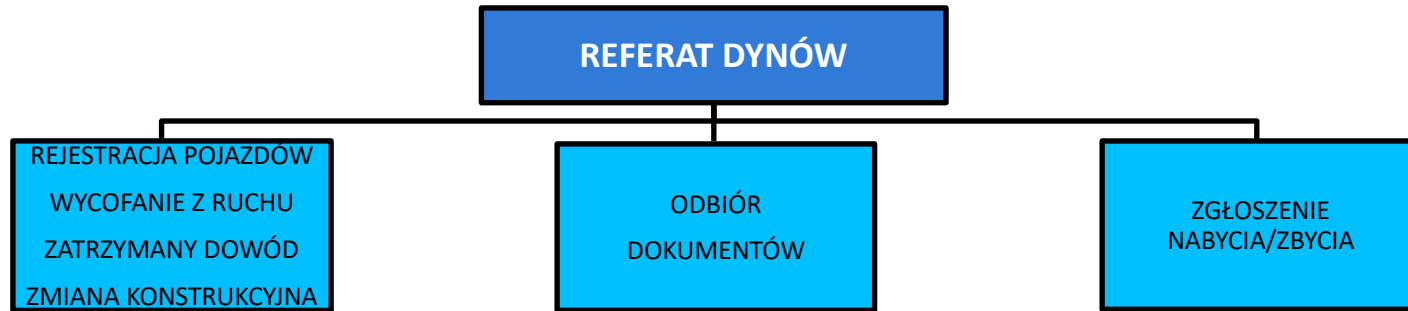 REFERAT DYNÓW
REJESTRACJA POJAZDÓW
WYCOFANIE Z RUCHU
ZATRZYMANY DOWÓD
ZMIANA KONSTRUKCYJNA
ODBIÓR
DOKUMENTÓW
ZGŁOSZENIE
NABYCIA/ZBYCIA